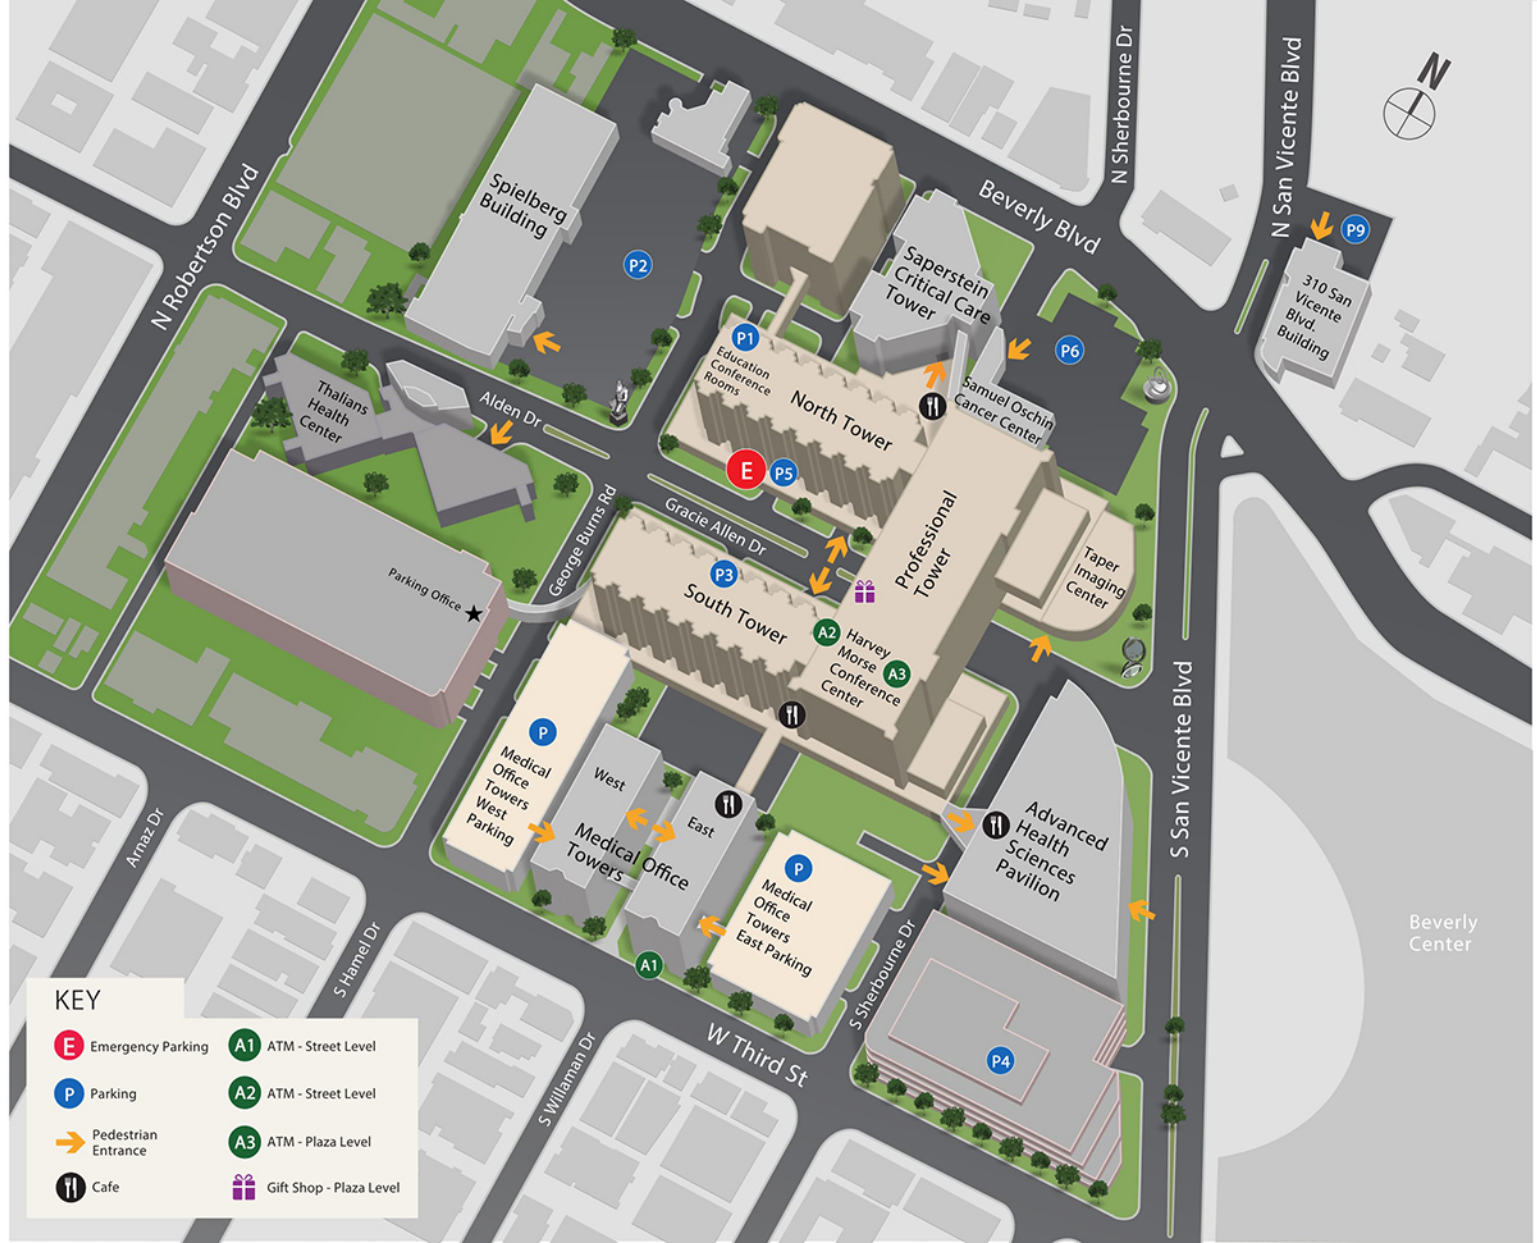 N Sherbourne Dr
N San Vicente Blvd
N
Beverly Blvd
N Robertson Blvd
Spielberg
Building
P2
Saperstein
Critical Care
Tower
P9
310 San
Vicente
Blvd.
Building
P1
Education
Conference
Rooms
North Tower
P6
Samuel Oschin
Cancer Center
Thalians
Health
Center
Alden Dr
E
P5
Gracie Allen Dr
George Burns Rd
Professional
Tower
Taper
Imaging
Center
Parking Office
P3
South Tower
A2
Harvey
Morse
Conference
Center
A3
S San Vicente Blvd
P
Medical
Office
Towers
West
Parking
West
East
Medical Office
Towers
P
Medical
Office
Towers
East Parking
Advanced
Health
Sciences
Pavilion
Arnaz Dr
S Hamel Dr
A1
S Sherbourne Dr
Beverly
Center
W Third St
S Willaman Dr
P4
KEY
E Emergency Parking
P Parking
Pedestrian
Entrance
Cafe
A1 ATM - Street Level
A2 ATM - Street Level
A3 ATM - Plaza Level
Gift Shop - Plaza Level